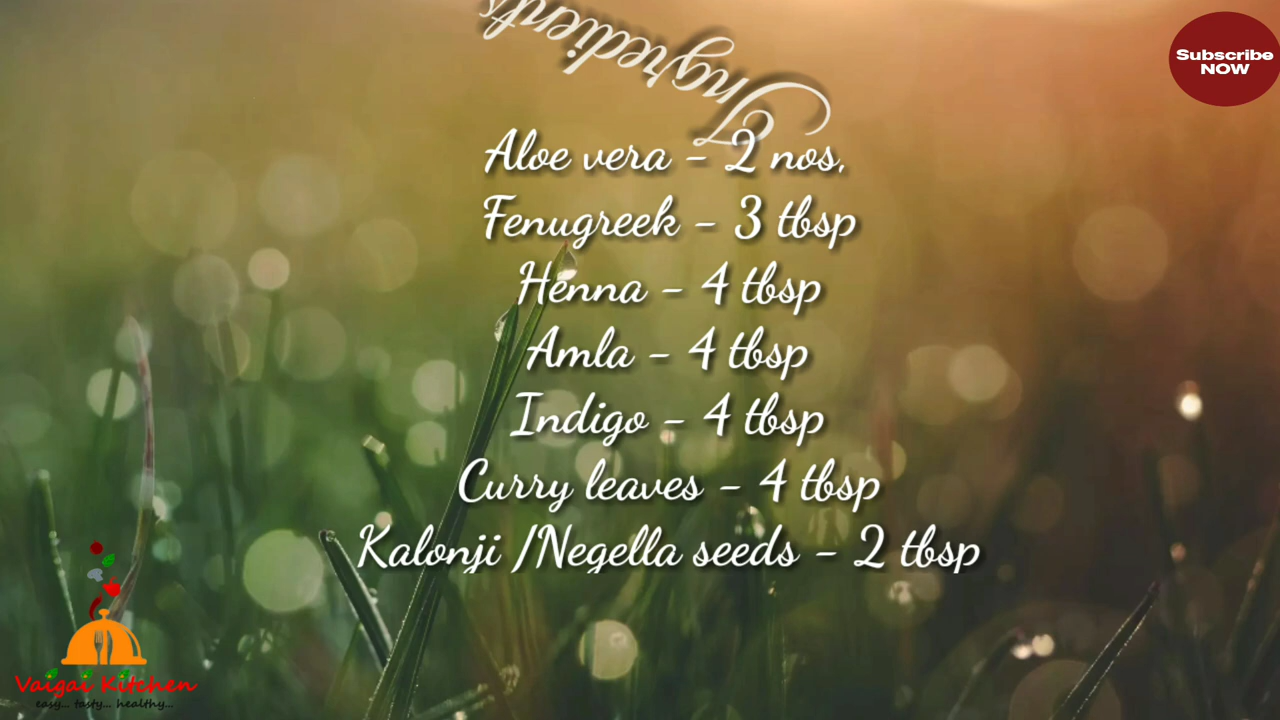 Ingredients
Subscribe
NOW
Aloe vera - 2 nos,
Fenugreek - 3 tbsp
Henna - 4 tbsp
Amla - 4 tbsp
Indigo - 4 tbsp
Curry leaves - 4 tbsp
Kalonji /Negella seeds - 2 tbsp
Vaigai Kitchen
easy... tasty... healthy...